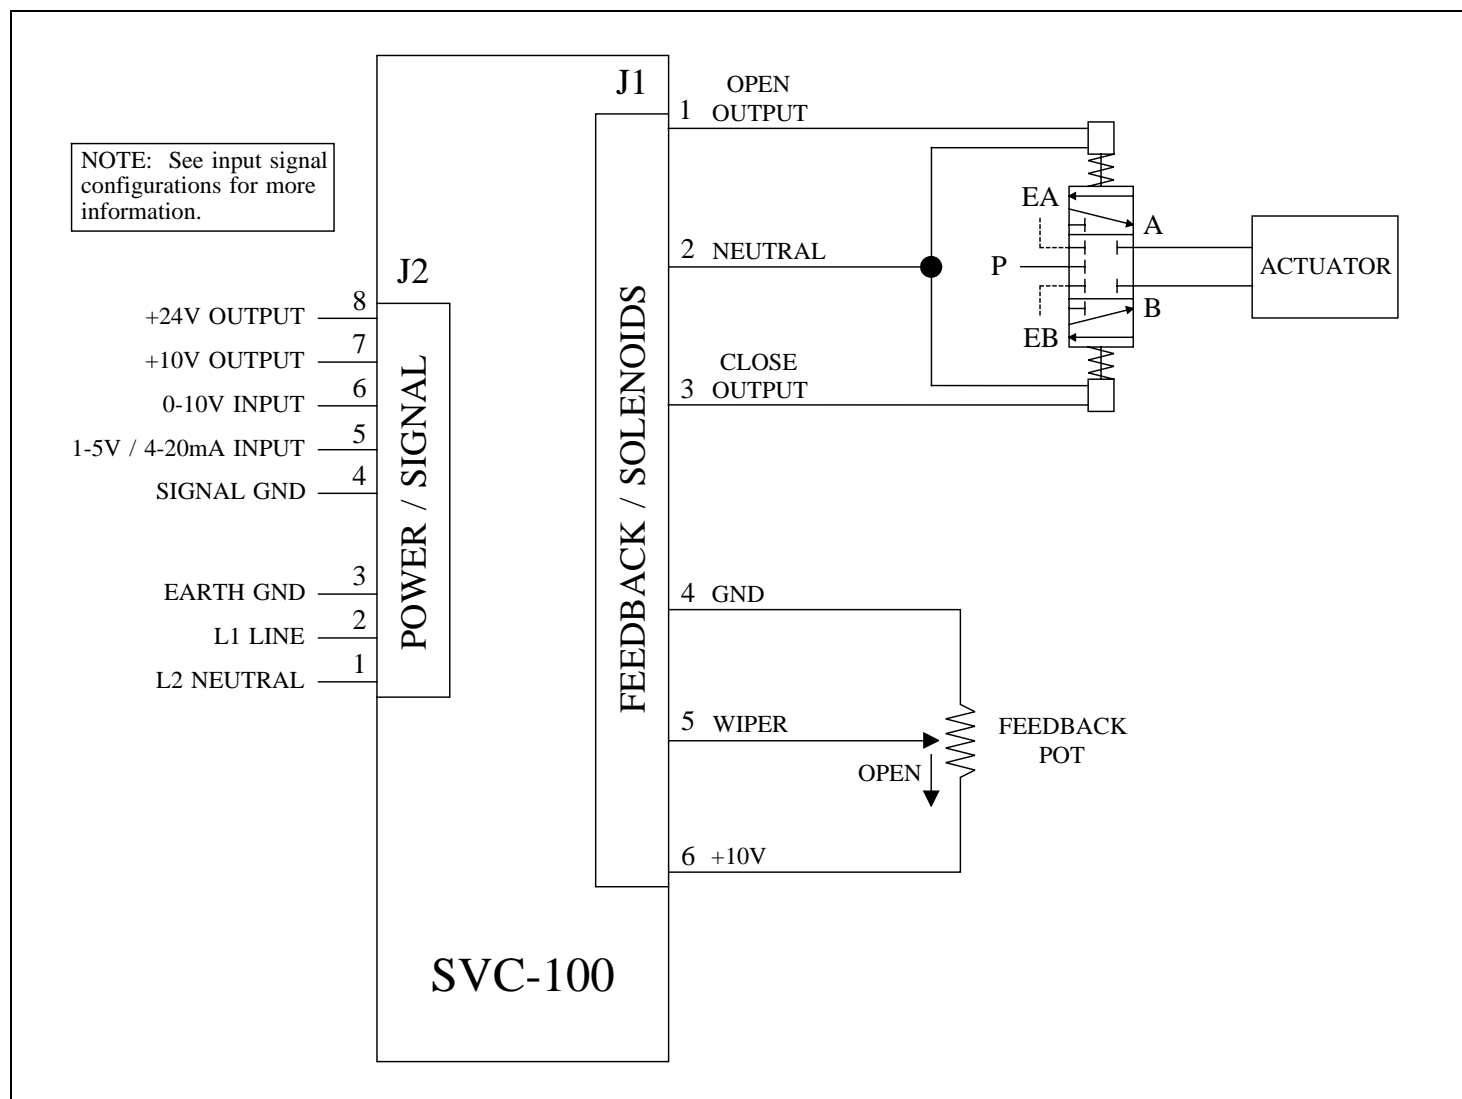 NOTE: See input signal
configurations for more
information.
J2
8
+24V OUTPUT
7
+10V OUTPUT
6
0-10V INPUT
5
1-5V / 4-20mA INPUT
4
SIGNAL GND
3
EARTH GND
2
L1 LINE
1
L2 NEUTRAL
POWER / SIGNAL
SVC-100
J1
FEEDBACK / SOLENOIDS
1
OPEN
OUTPUT
2 NEUTRAL
3
CLOSE
OUTPUT
EA
A
P
B
EB
ACTUATOR
4 GND
5 WIPER
OPEN
FEEDBACK
POT
6 +10V